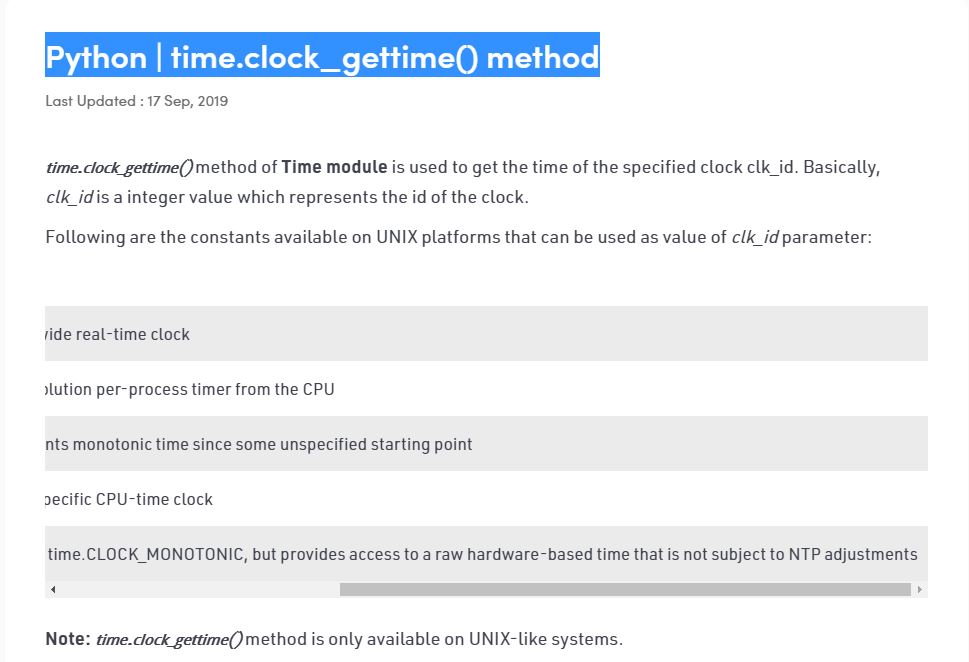 Python | time.clock_gettime() method
Last Updated : 17 Sep, 2019
time.clock_gettime() method of Time module is used to get the time of the specified clock clk_id. Basically,
clk_id is a integer value which represents the id of the clock.
Following are the constants available on UNIX platforms that can be used as value of clk_id parameter:
real-time clock
per-process timer from the CPU
monotonic time since some unspecified starting point
CPU-time clock
time.CLOCK_MONOTONIC, but provides access to a raw hardware-based time that is not subject to NTP adjustments
Note: time.clock_gettime() method is only available on UNIX-like systems.